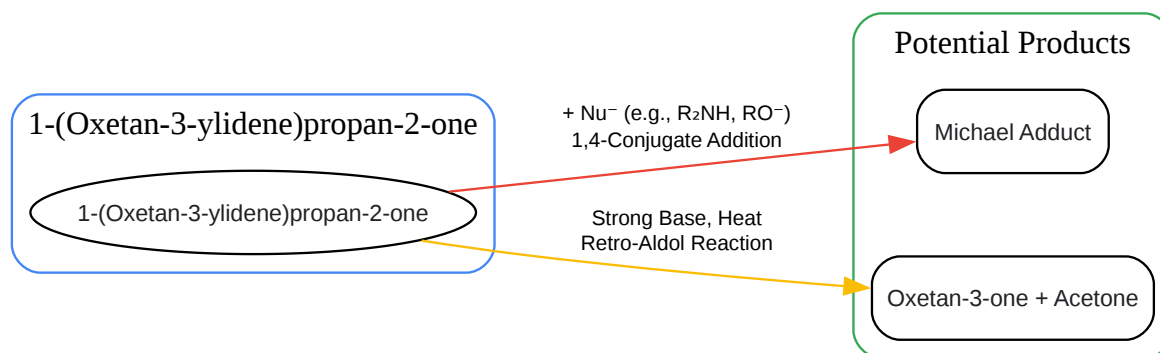 1-(Oxetan-3-ylidene)propan-2-one
1-(Oxetan-3-ylidene)propan-2-one
+ Nu⁻ (e.g., R₂NH, RO⁻)
1,4-Conjugate Addition
Strong Base, Heat
Retro-Aldol Reaction
Potential Products
Michael Adduct
Oxetan-3-one + Acetone